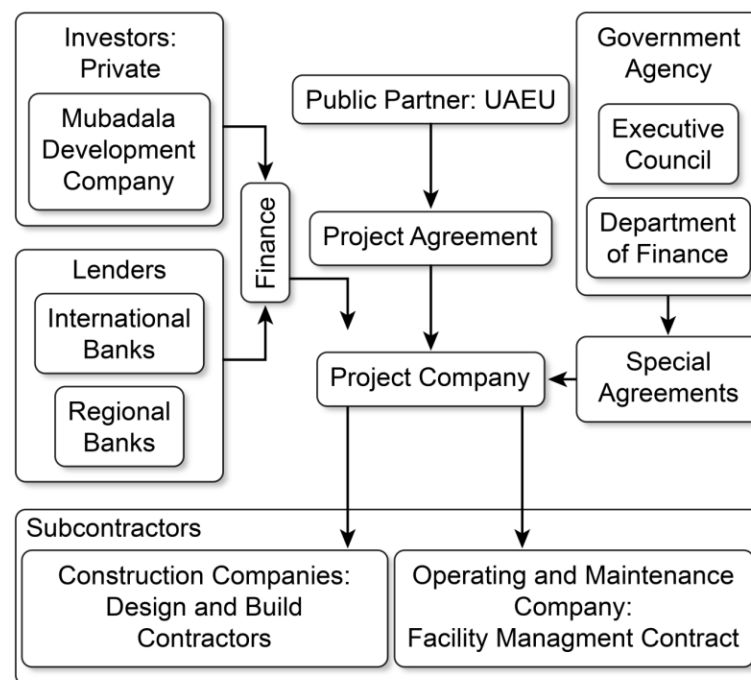 Investors:
Private
Mubadala
Development
Company
Public Partner: UAEU
Government
Agency
Executive
Council
Department
of Finance
Finance
Project Agreement
Lenders
International
Banks
Regional
Banks
Project Company
Special
Agreements
Subcontractors
Construction Companies:
Design and Build
Contractors
Operating and Maintenance
Company:
Facility Managment Contract